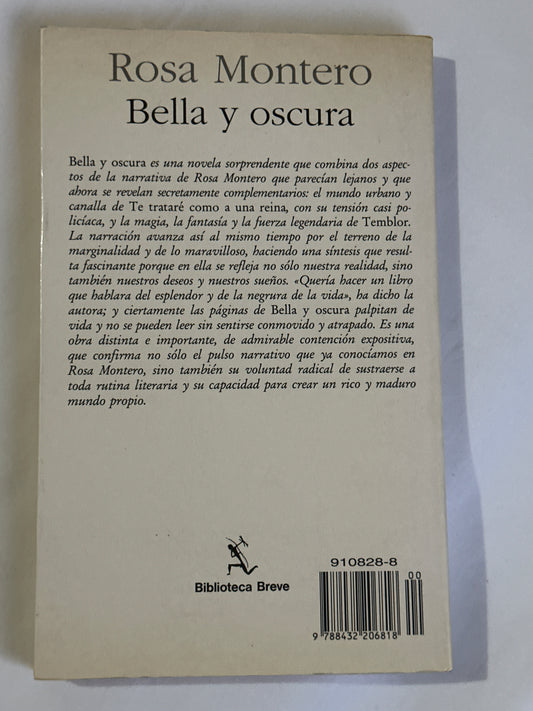 Rosa Montero
Bella y oscura
Bella y oscura es una novela sorprendente que combina dos aspec-
tos de la narrativa de Rosa Montero que parecían lejanos y que
ahora se revelan secretamente complementarios: el mundo urbano y
canalla de Te trataré como a una reina, con su tensión casi po-
licíaca, y la magia, la fantasía y la fuerza legendaria de Temblor.
La narración avanza así al mismo tiempo por el terreno de la
marginalidad y de lo maravilloso, haciendo una síntesis que resul-
ta fascinante porque en ella se refleja no sólo nuestra realidad, sino
también nuestros deseos y nuestros sueños. «Quería hacer un libro
que hablara del esplendor y de la negrura de la vida», ha dicho la
autora; y ciertamente las páginas de Bella y oscura palpitan de
vida y no se pueden leer sin sentirse conmovido y atrapado. Es una
obra distinta e importante, de admirable contención expositiva,
que confirma no sólo el pulso narrativo que ya conocíamos en
Rosa Montero, sino también su voluntad radical de sustraerse a
toda rutina literaria y su capacidad para crear un rico y maduro
mundo propio.
Biblioteca Breve
910828-8
00
9 788432 206818